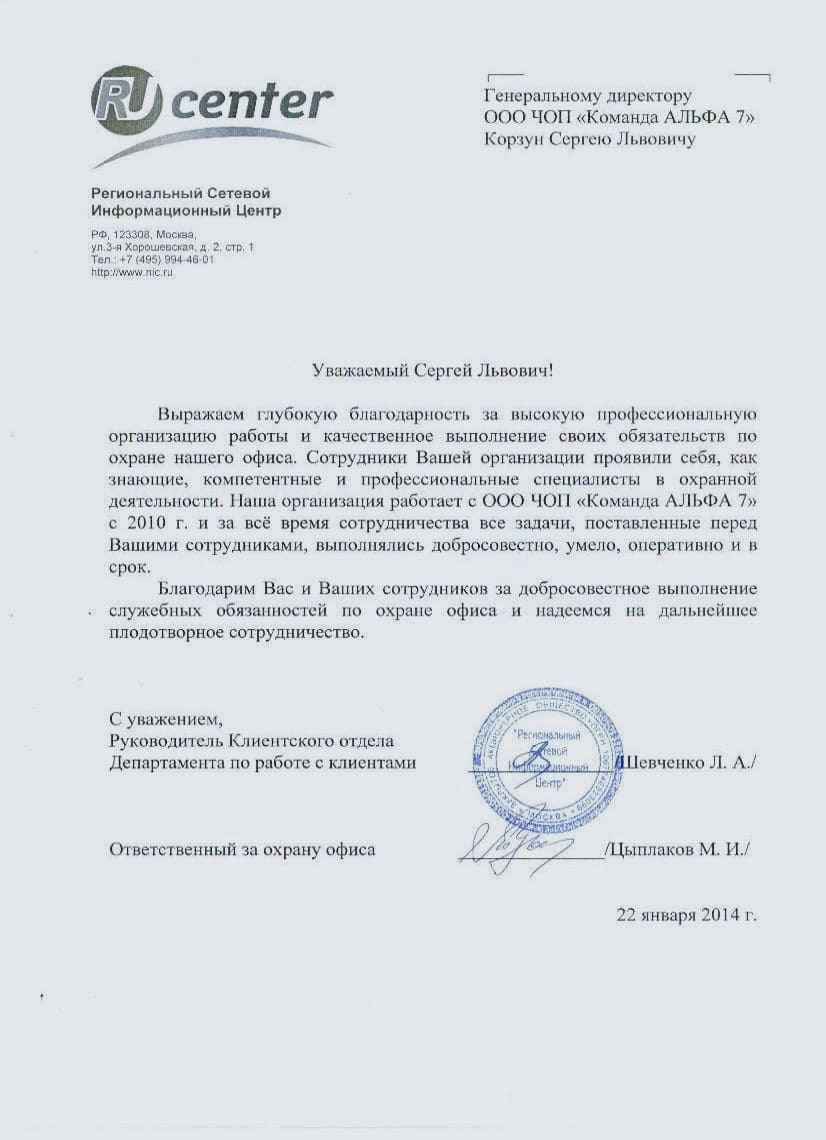 RU center
Генеральному директору
ООО ЧОП «Команда АЛЬФА 7»
Корзун Сергею Львовичу
Региональный Сетевой
Информационный Центр
РФ, 123308, Москва,
ул.3-я Хорошевская, д. 2, стр. 1
Тел.: +7 (495) 994-46-01
http://www.nic.ru
Уважаемый Сергей Львович!
Выражаем глубокую благодарность за высокую профессиональную
организацию работы и качественное выполнение своих обязательств по
охране нашего офиса. Сотрудники Вашей организации проявили себя, как
знающие, компетентные и профессиональные специалисты в охранной
деятельности. Наша организация работает с ООО ЧОП «Команда АЛЬФА 7»
с 2010 г. и за всё время сотрудничества все задачи, поставленные перед
Вашими сотрудниками, выполнялись добросовестно, умело, оперативно и в
срок.
Благодарим Вас и Ваших сотрудников за добросовестное выполнение
служебных обязанностей по охране офиса и надеемся на дальнейшее
плодотворное сотрудничество.
С уважением,
Руководитель Клиентского отдела
Департамента по работе с клиентами /Шевченко Л. А./
"Региональный
Сетевой
Информационный
Центр"
АКЦИОНЕРНОЕ ОБЩЕСТВО
МОСКВА
Ответственный за охрану офиса /Цыплаков М. И./
22 января 2014 г.